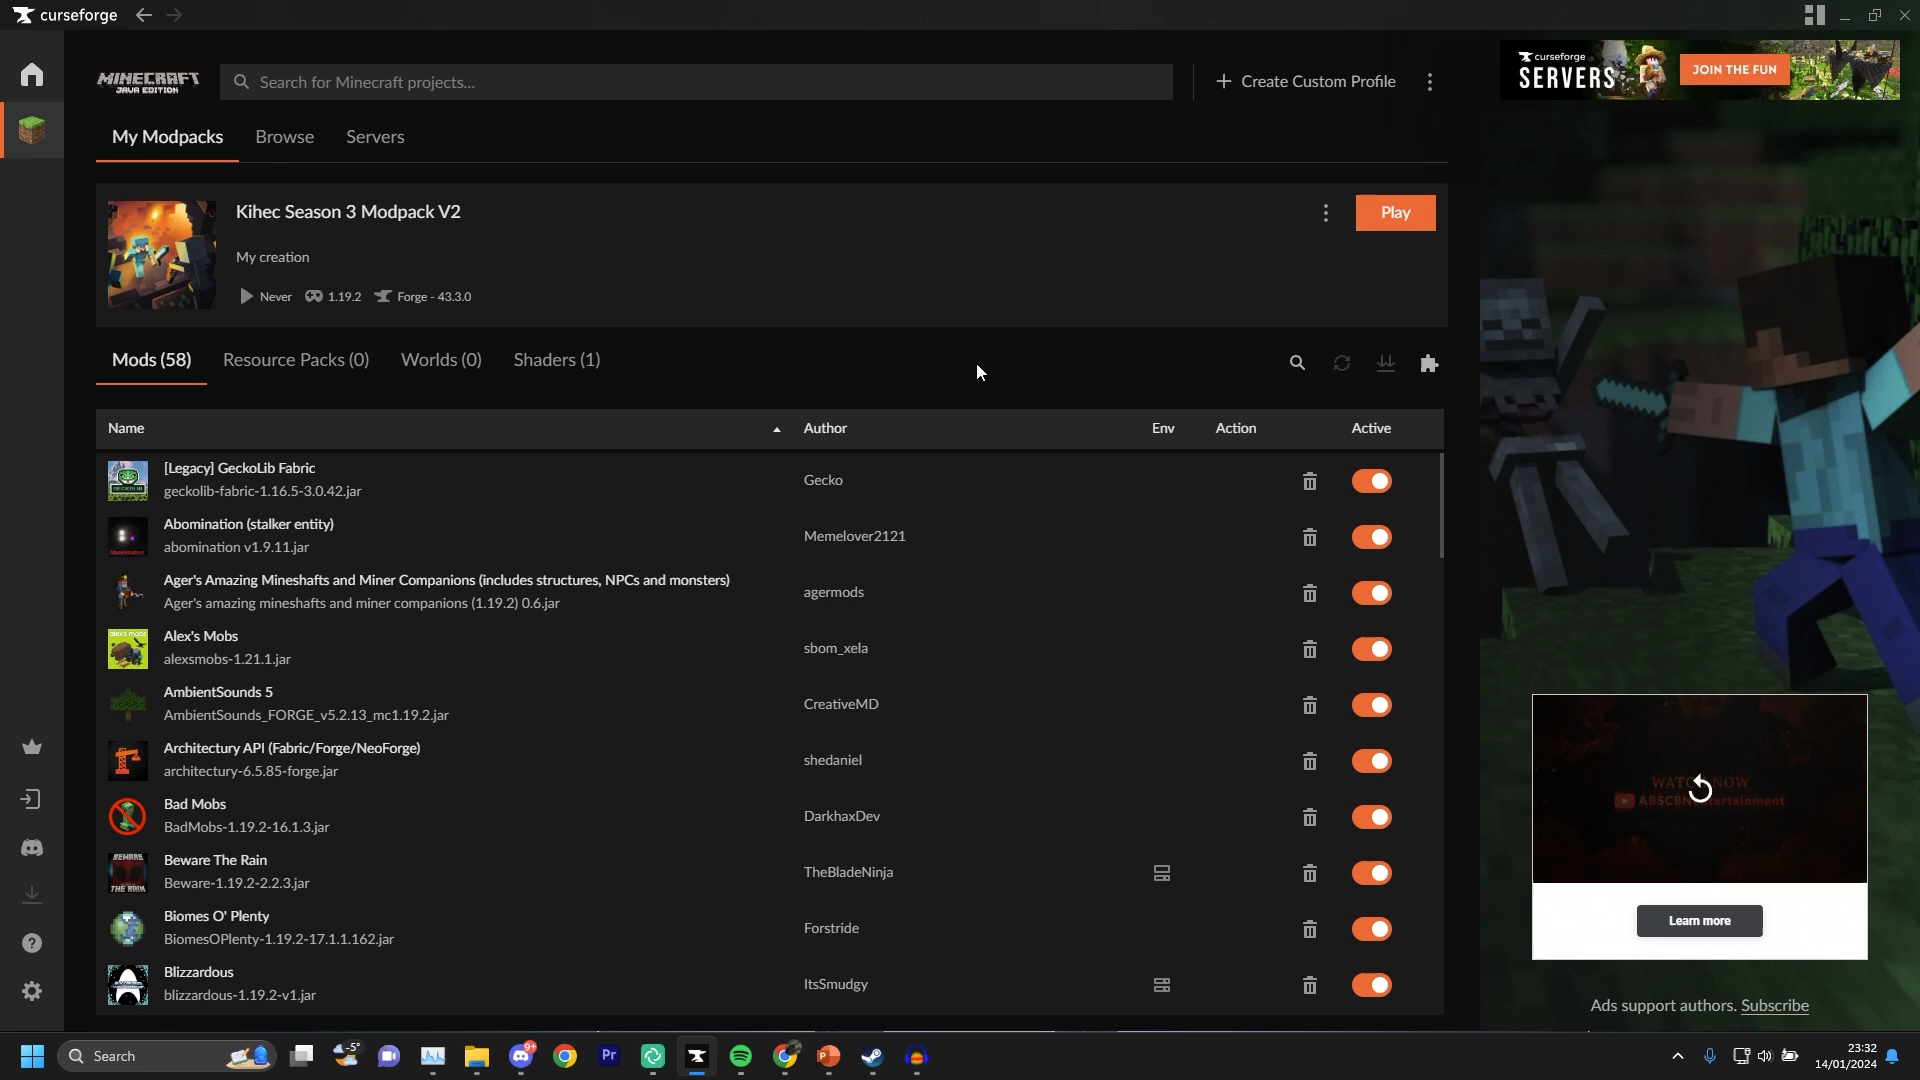 curseforge
MINECRAFT
JAVA EDITION
Search for Minecraft projects...
Create Custom Profile
curseforge
SERVERS
JOIN THE FUN
My Modpacks
Browse
Servers
Kihec Season 3 Modpack V2
Play
My creation
Never
1.19.2
Forge - 43.3.0
Mods (58)
Resource Packs (0)
Worlds (0)
Shaders (1)
Name
Author
Env
Action
Active
[Legacy] GeckoLib Fabric
geckolib-fabric-1.16.5-3.0.42.jar
Gecko
Abomination (stalker entity)
abomination v1.9.11.jar
Memelover2121
Ager's Amazing Mineshafts and Miner Companions (includes structures, NPCs and monsters)
Ager's amazing mineshafts and miner companions (1.19.2) 0.6.jar
agermods
Alex's Mobs
alexsmobs-1.21.1.jar
sbom_xela
AmbientSounds 5
AmbientSounds_FORGE_v5.2.13_mc1.19.2.jar
CreativeMD
Architectury API (Fabric/Forge/NeoForge)
architectury-6.5.85-forge.jar
shedaniel
Bad Mobs
BadMobs-1.19.2-16.1.3.jar
DarkhaxDev
BEWARE
THE RAIN
Beware The Rain
Beware-1.19.2-2.2.3.jar
TheBladeNinja
Biomes O' Plenty
BiomesOPlenty-1.19.2-17.1.1.162.jar
Forstride
Blizzardous
blizzardous-1.19.2-v1.jar
ItsSmudgy
WATCH NOW
Learn more
Ads support authors. Subscribe
Search
-5°
9+
Pr
23:32
14/01/2024